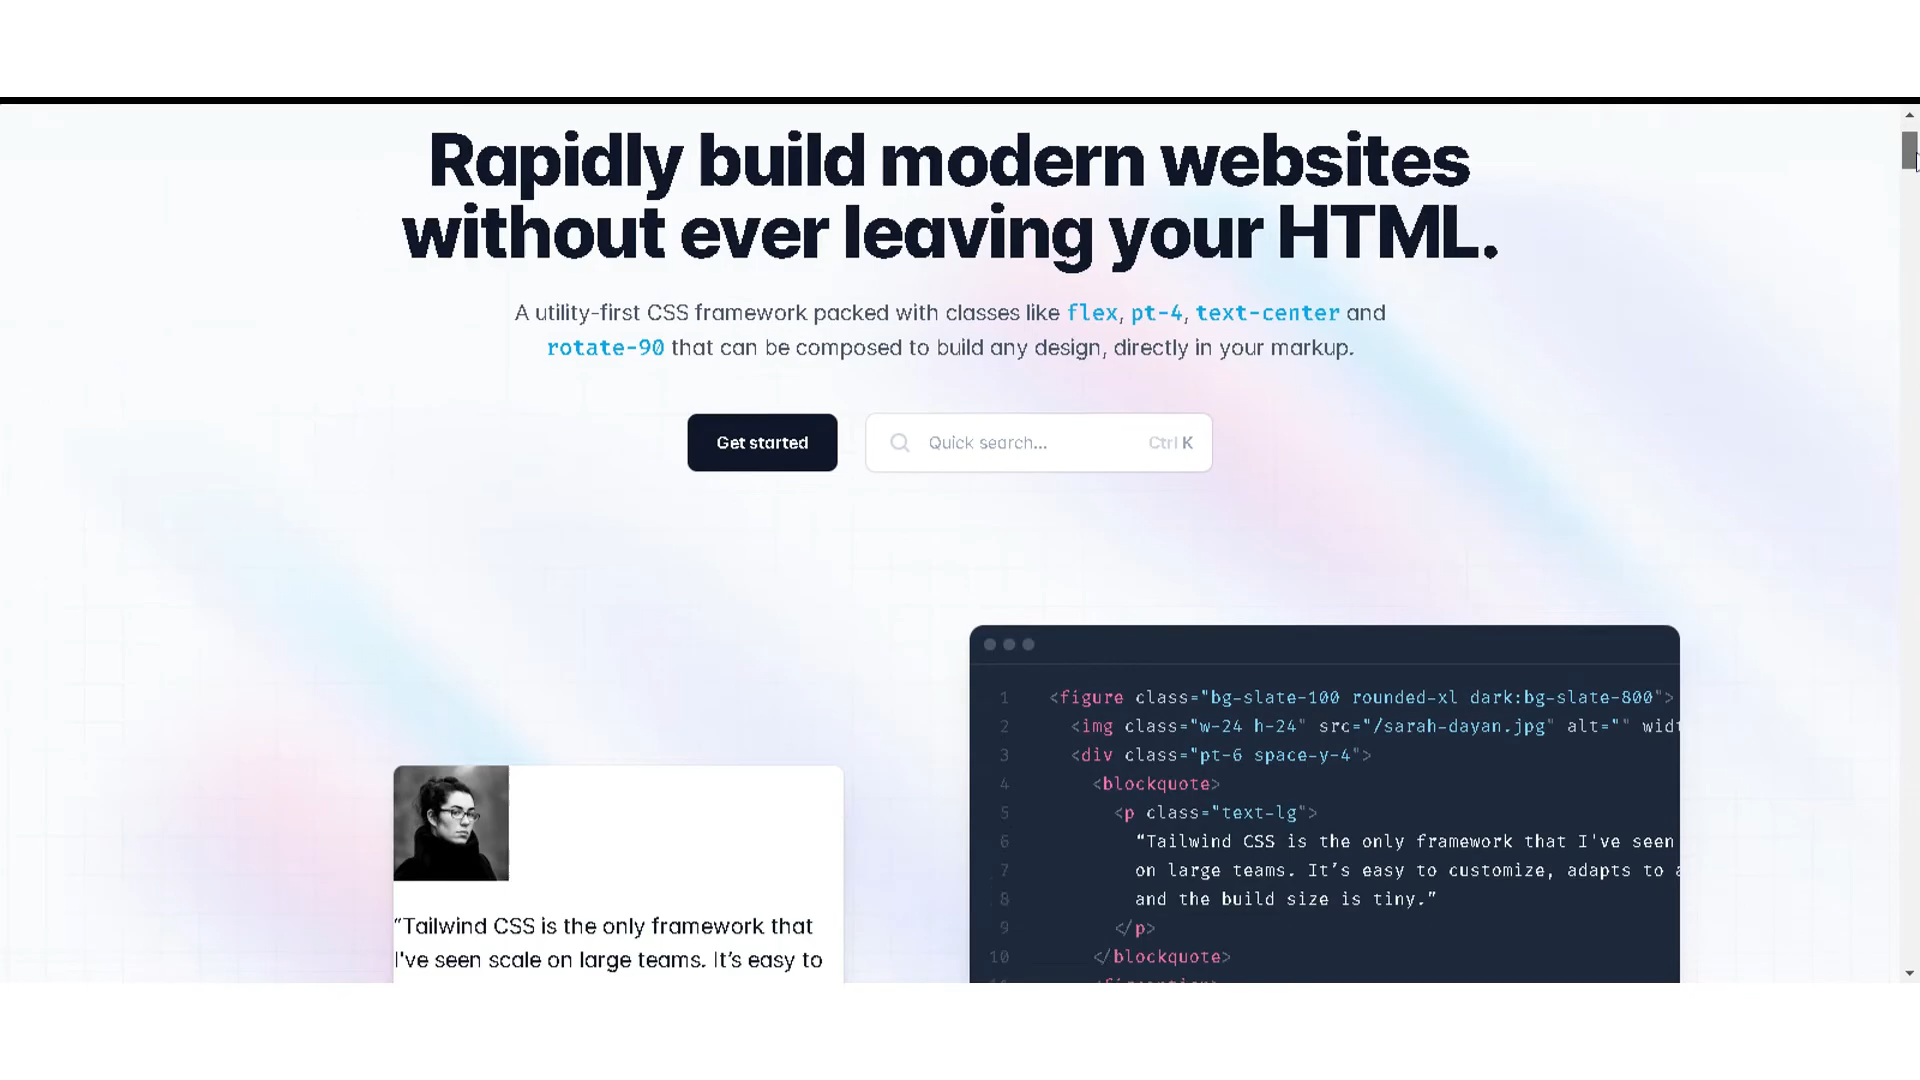 Rapidly build modern websites
without ever leaving your HTML.
A utility-first CSS framework packed with classes like flex, pt-4, text-center and
rotate-90 that can be composed to build any design, directly in your markup.
Get started
Quick search...
Ctrl K
“Tailwind CSS is the only framework that
I've seen scale on large teams. It’s easy to
1 <figure class="bg-slate-100 rounded-xl dark:bg-slate-800">
2 <img class="w-24 h-24" src="/sarah-dayan.jpg" alt="" widt
3 <div class="pt-6 space-y-4">
4 <blockquote>
5 <p class="text-lg">
6 “Tailwind CSS is the only framework that I've seen
7 on large teams. It’s easy to customize, adapts to a
8 and the build size is tiny.”
9 </p>
10 </blockquote>